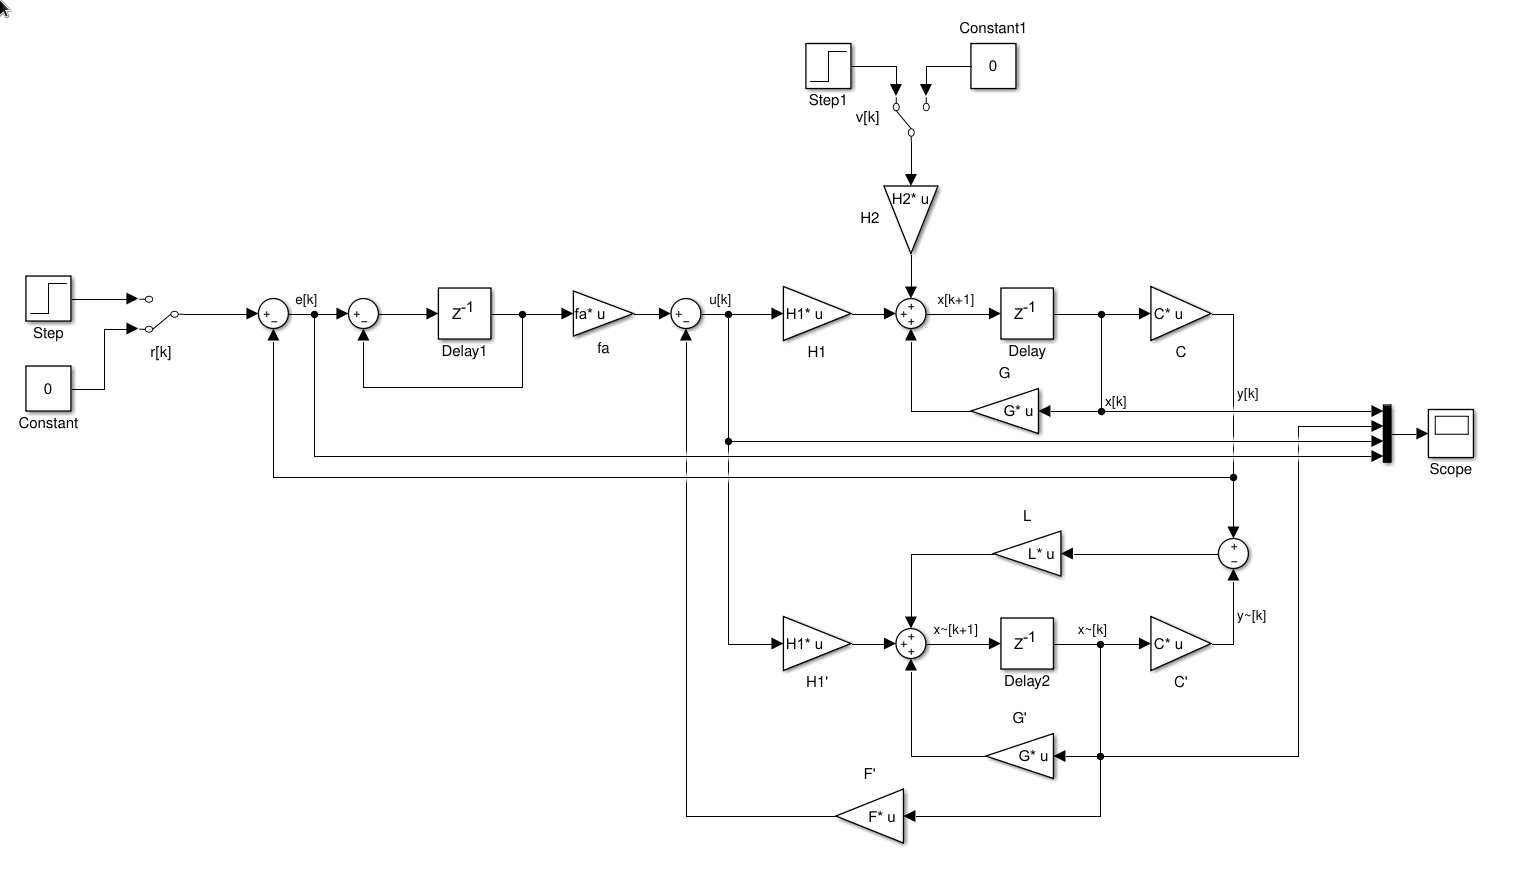 Constant1
0
Step1
v[k]
H2* u
H2
Step
Constant
0
r[k]
+
−
e[k]
+
−
Z-1
Delay1
fa* u
fa
+
−
u[k]
H1* u
H1
+
+
+
x[k+1]
Z-1
Delay
C* u
C
G
G* u
x[k]
y[k]
Scope
L
L* u
+
−
y~[k]
H1* u
H1'
+
+
+
x~[k+1]
Z-1
Delay2
x~[k]
C* u
C'
G'
G* u
F'
F* u